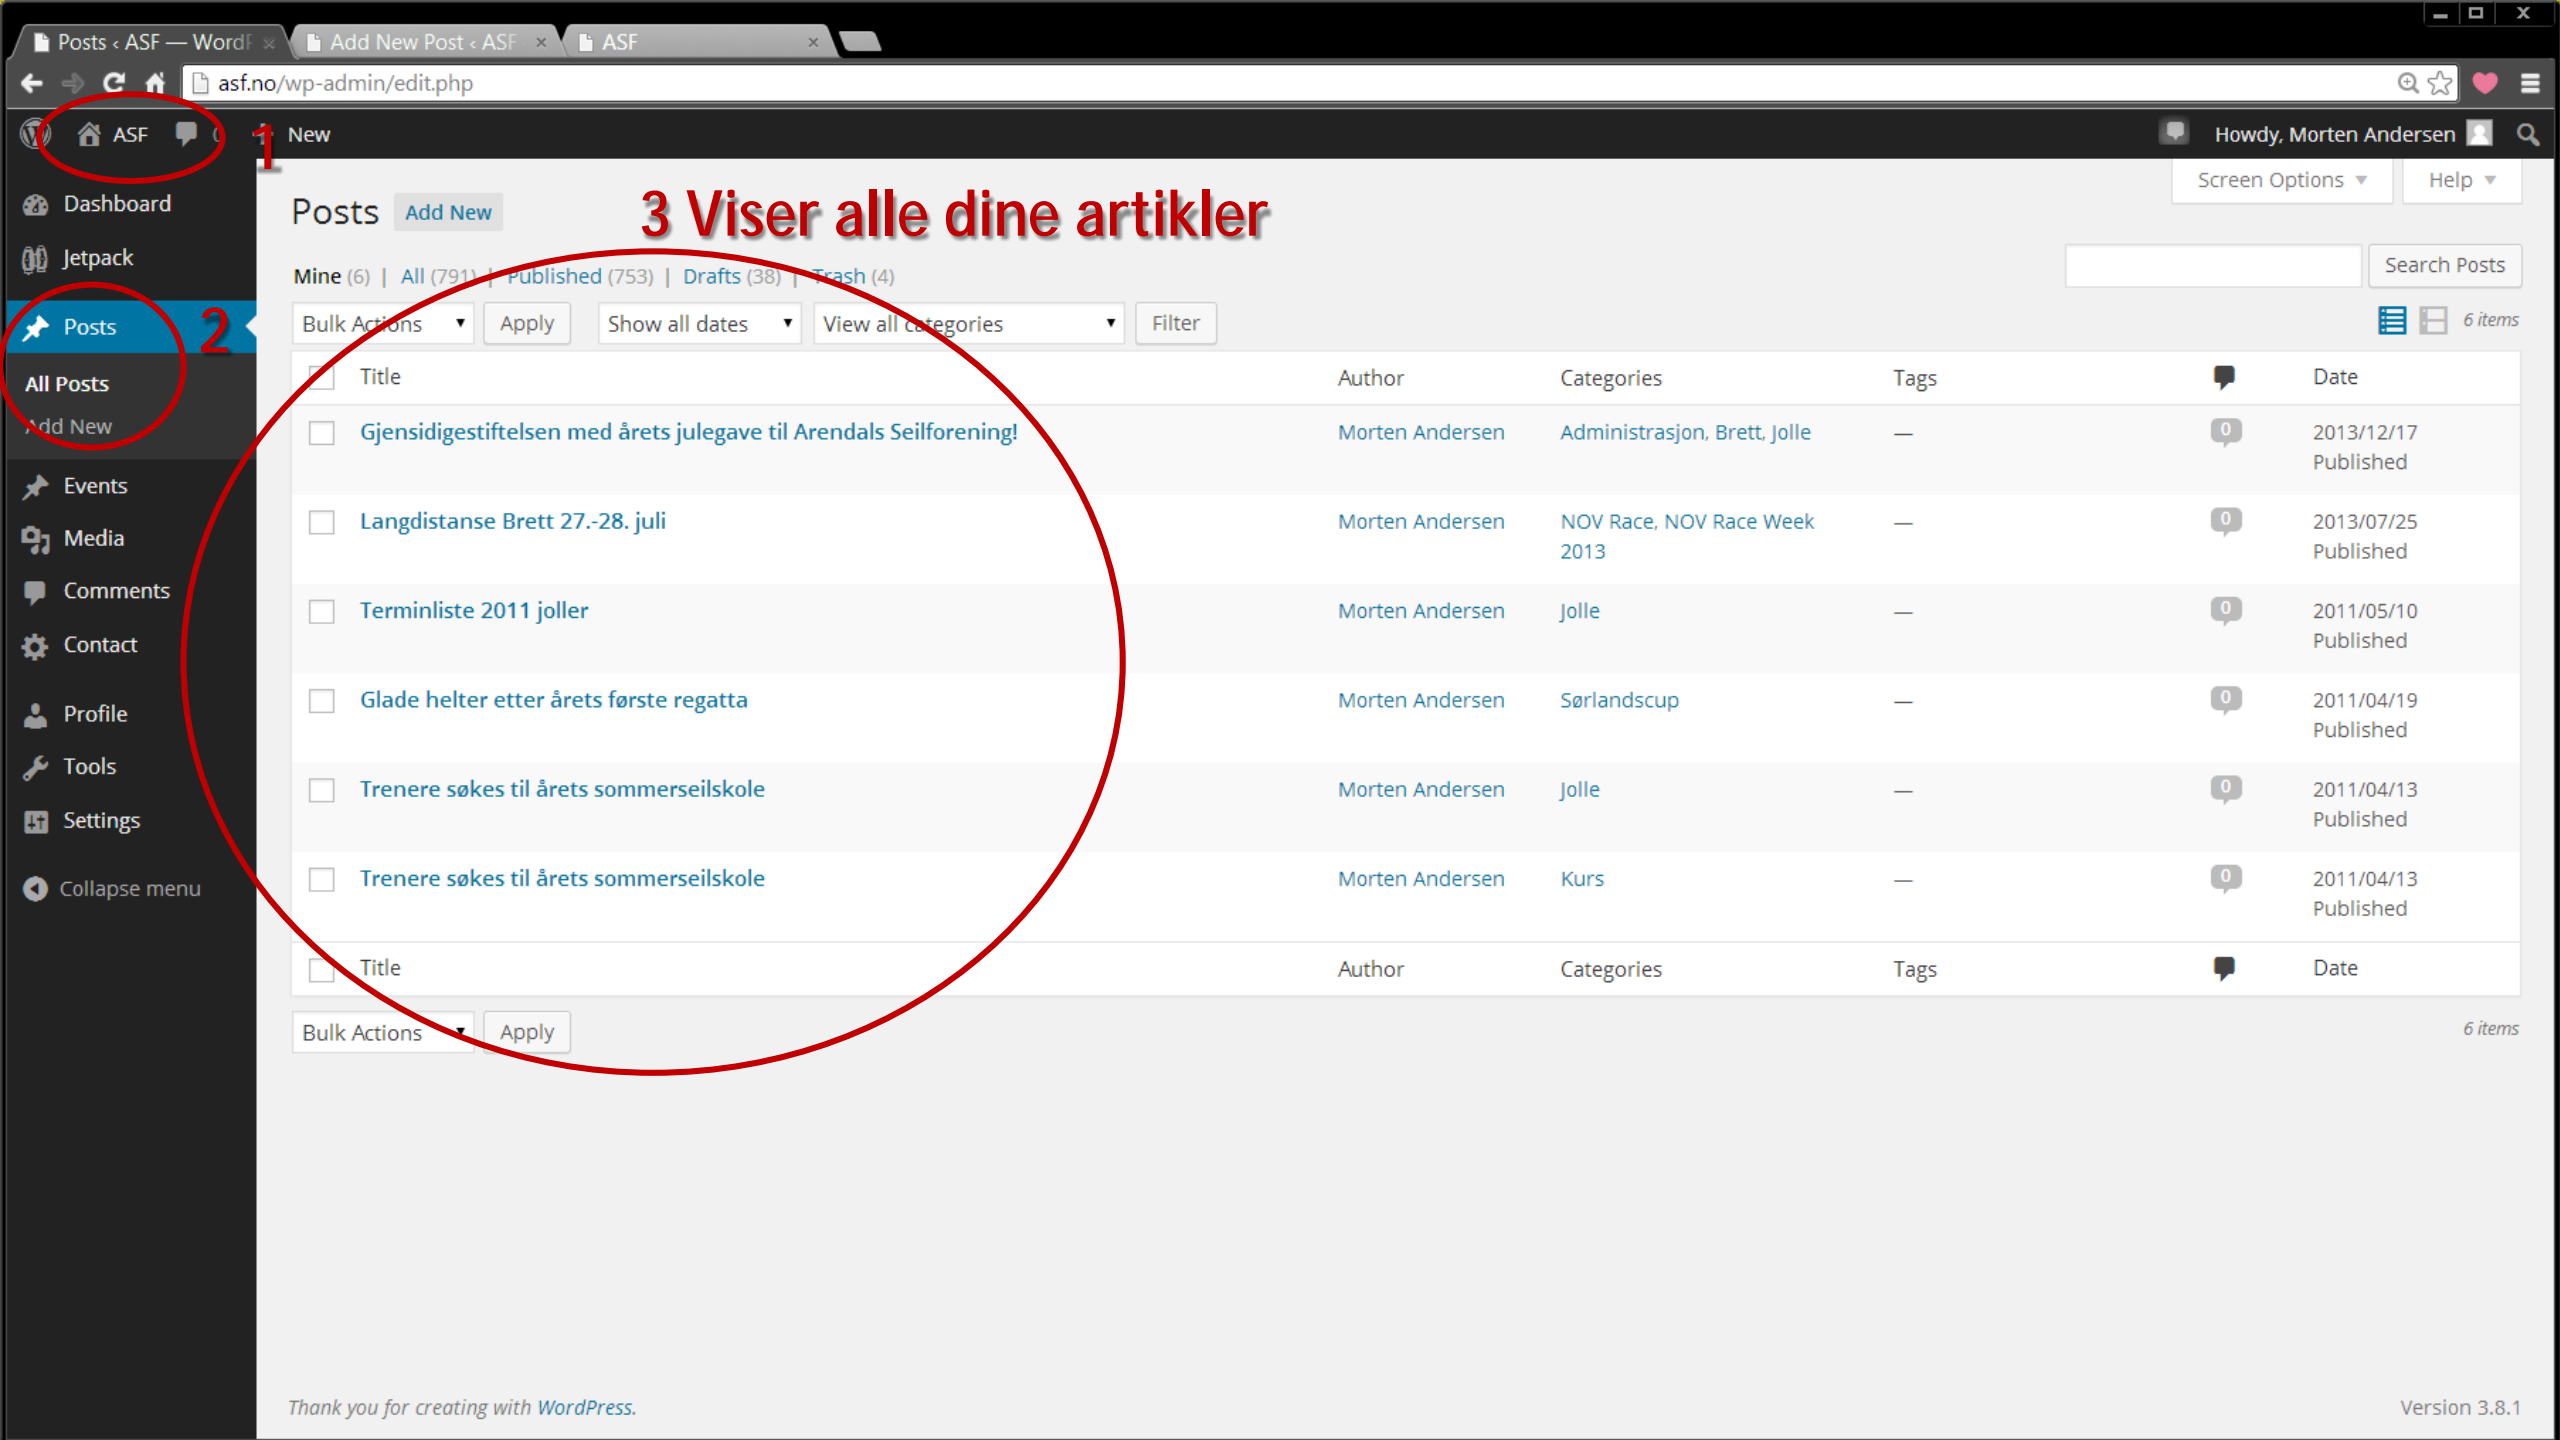 Posts ‹ ASF — WordP
Add New Post ‹ ASF
ASF
asf.no/wp-admin/edit.php
ASF 1 New
Howdy, Morten Andersen
Screen Options Help
Dashboard
Jetpack
Posts 2
All Posts
Add New
Events
Media
Comments
Contact
Profile
Tools
Settings
Collapse menu
Posts Add New
3 Viser alle dine artikler
Mine (6) | All (791) | Published (753) | Drafts (38) | Trash (4)
Search Posts
Bulk Actions Apply Show all dates View all categories Filter
6 items
Title Author Categories Tags Date
Gjensidigestiftelsen med årets julegave til Arendals Seilforening! Morten Andersen Administrasjon, Brett, Jolle — 0 2013/12/17
Published
Langdistanse Brett 27.-28. juli Morten Andersen NOV Race, NOV Race Week — 0 2013/07/25
2013 Published
Terminliste 2011 joller Morten Andersen Jolle — 0 2011/05/10
Published
Glade helter etter årets første regatta Morten Andersen Sørlandscup — 0 2011/04/19
Published
Trenere søkes til årets sommerseilskole Morten Andersen Jolle — 0 2011/04/13
Published
Trenere søkes til årets sommerseilskole Morten Andersen Kurs — 0 2011/04/13
Published
Title Author Categories Tags Date
Bulk Actions Apply
6 items
Thank you for creating with WordPress.
Version 3.8.1